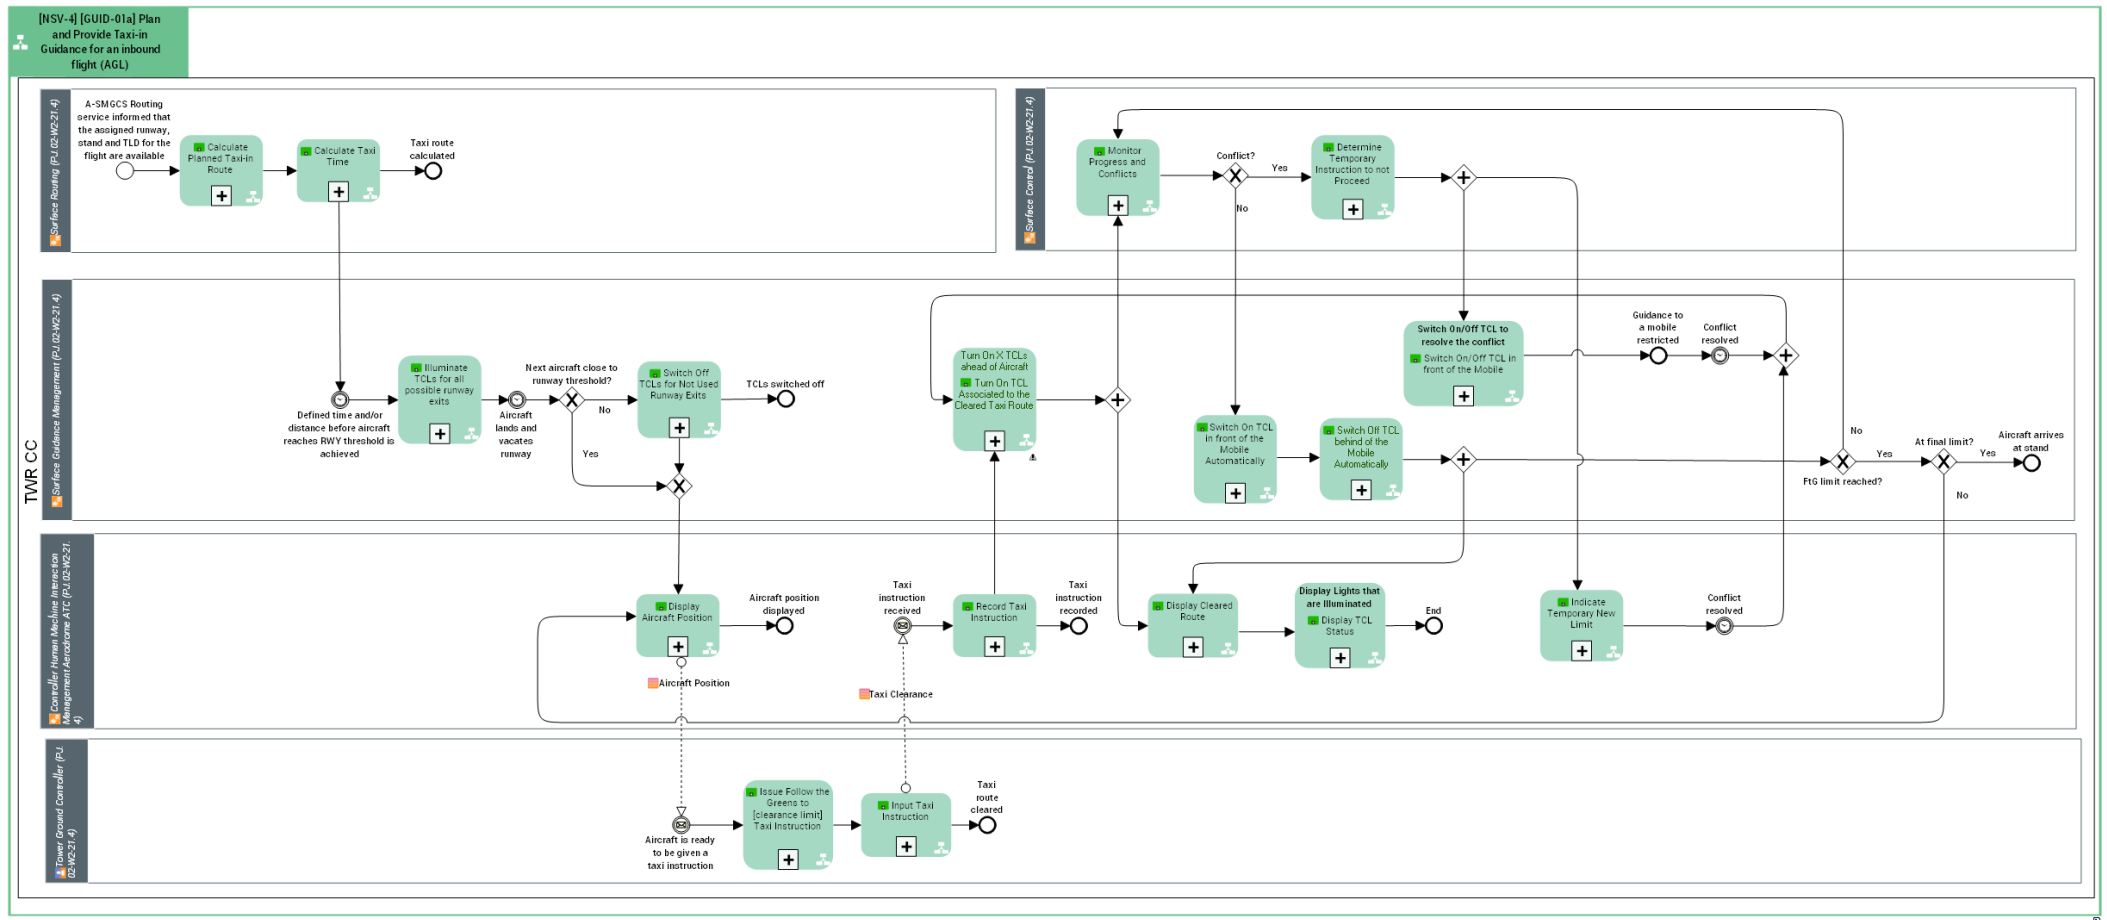 [NSV-4] [GUID-01a] Plan
and Provide Taxi-in
Guidance for an inbound
flight (AGL)
TWR CC
Surface Routing (PJ.02-W2-21.4)
A-SMGCS Routing
service informed that
the assigned runway,
stand and TLD for the
flight are available
Calculate
Planned Taxi-in
Route
Calculate Taxi
Time
Taxi route
calculated
Surface Control (PJ.02-W2-21.4)
Monitor
Progress and
Conflicts
Conflict?
Yes
No
Determine
Temporary
Instruction to not
Proceed
Surface Guidance Management (PJ.02-W2-21.4)
Defined time and/or
distance before aircraft
reaches RWY threshold is
achieved
Illuminate
TCLs for all
possible runway
exits
Aircraft
lands and
vacates
runway
Next aircraft close to
runway threshold?
No
Yes
Switch Off
TCLs for Not Used
Runway Exits
TCLs switched off
Turn On X TCLs
ahead of Aircraft
Turn On TCL
Associated to the
Cleared Taxi Route
Switch On TCL
in front of the
Mobile
Automatically
Switch Off TCL
behind of the
Mobile
Automatically
Switch On/Off TCL to
resolve the conflict
Switch On/Off TCL in
front of the Mobile
Guidance to
a mobile
restricted
Conflict
resolved
No
FtG limit reached?
Yes
At final limit?
Yes
No
Aircraft arrives
at stand
Controller Human Machine Interaction
Management Aerodrome ATC (PJ.02-W2-21.
4)
Display
Aircraft Position
Aircraft position
displayed
Aircraft Position
Taxi
instruction
received
Taxi Clearance
Record Taxi
Instruction
Taxi
instruction
recorded
Display Cleared
Route
Display Lights that
are Illuminated
Display TCL
Status
End
Indicate
Temporary New
Limit
Conflict
resolved
Tower Ground Controller (PJ.
02-W2-21.4)
Aircraft is ready
to be given a
taxi instruction
Issue Follow the
Greens to
[clearance limit]
Taxi Instruction
Input Taxi
Instruction
Taxi
route
cleared